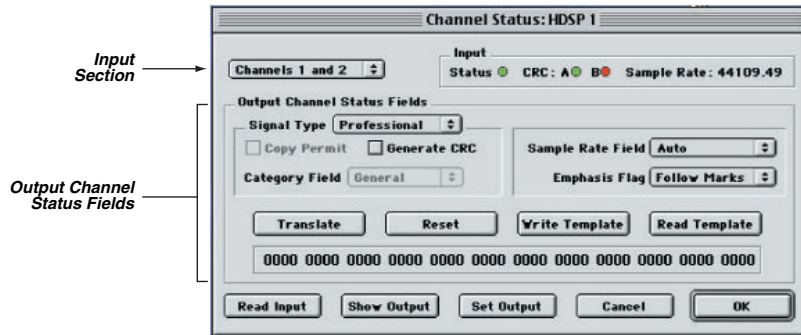 Channel Status: HDSP 1
Input Section
Channels 1 and 2
Input
Status CRC: A B Sample Rate: 44109.49
Output Channel Status Fields
Output Channel Status Fields
Signal Type Professional
Copy Permit Generate CRC
Category Field General
Sample Rate Field Auto
Emphasis Flag Follow Marks
Translate Reset Write Template Read Template
0000 0000 0000 0000 0000 0000 0000 0000 0000 0000 0000 0000
Read Input Show Output Set Output Cancel OK